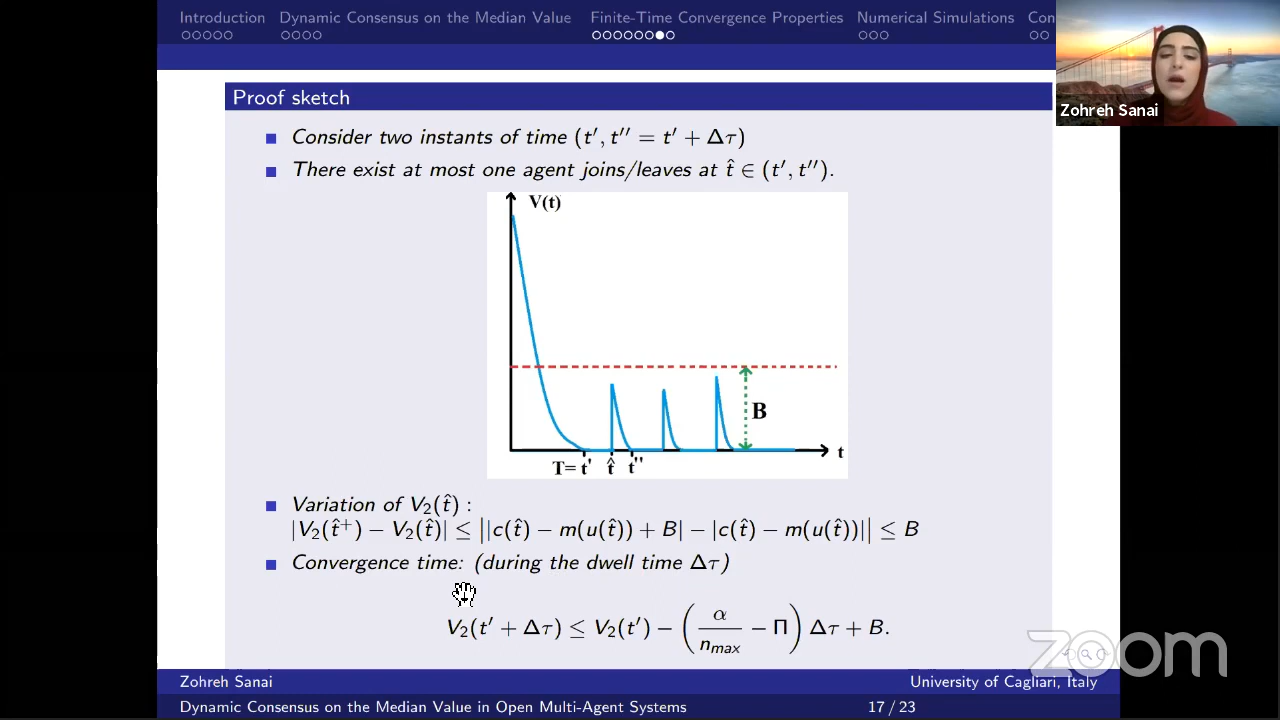 Introduction Dynamic Consensus on the Median Value Finite-Time Convergence Properties Numerical Simulations Con
Proof sketch
Zohreh Sanai
Consider two instants of time (t′, t″ = t′ + Δτ)
There exist at most one agent joins/leaves at t̂ ∈ (t′, t″).
V(t)
B
t
T= t' t̂ t''
Variation of V₂(t̂) :
|V₂(t̂⁺) − V₂(t̂)| ≤ ||c(t̂) − m(u(t̂)) + B| − |c(t̂) − m(u(t̂))|| ≤ B
Convergence time: (during the dwell time Δτ)
V₂(t′ + Δτ) ≤ V₂(t′) − (α/n_max − Π) Δτ + B.
zoom
Zohreh Sanai University of Cagliari, Italy
Dynamic Consensus on the Median Value in Open Multi-Agent Systems 17 / 23